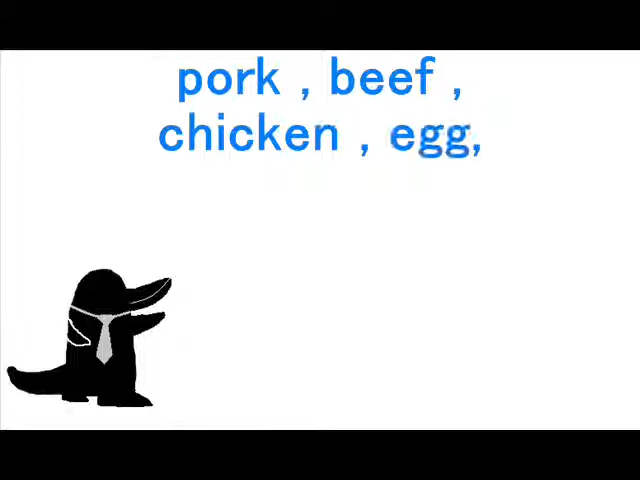 pork , beef ,
chicken , egg,